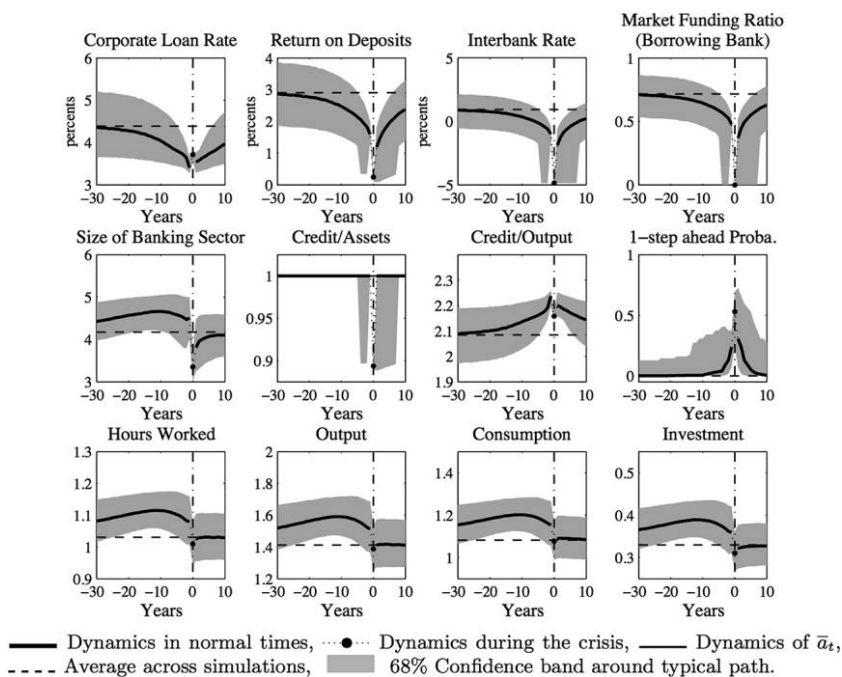 Corporate Loan Rate
Return on Deposits
Interbank Rate
Market Funding Ratio
(Borrowing Bank)
percents
6
5
4
3
-30 -20 -10 0 10
Years
percents
4
3
2
1
0
-30 -20 -10 0 10
Years
percents
5
0
-5
-30 -20 -10 0 10
Years
1
0.5
0
-30 -20 -10 0 10
Years
Size of Banking Sector
Credit/Assets
Credit/Output
1−step ahead Proba.
6
5
4
3
-30 -20 -10 0 10
Years
1
0.95
0.9
-30 -20 -10 0 10
Years
2.3
2.2
2.1
2
1.9
-30 -20 -10 0 10
Years
1
0.5
0
-30 -20 -10 0 10
Years
Hours Worked
Output
Consumption
Investment
1.3
1.2
1.1
1
0.9
-30 -20 -10 0 10
Years
2
1.8
1.6
1.4
1.2
-30 -20 -10 0 10
Years
1.4
1.2
1
-30 -20 -10 0 10
Years
0.5
0.4
0.3
0.2
-30 -20 -10 0 10
Years
Dynamics in normal times, Dynamics during the crisis, Dynamics of a̅ₜ,
Average across simulations, 68% Confidence band around typical path.